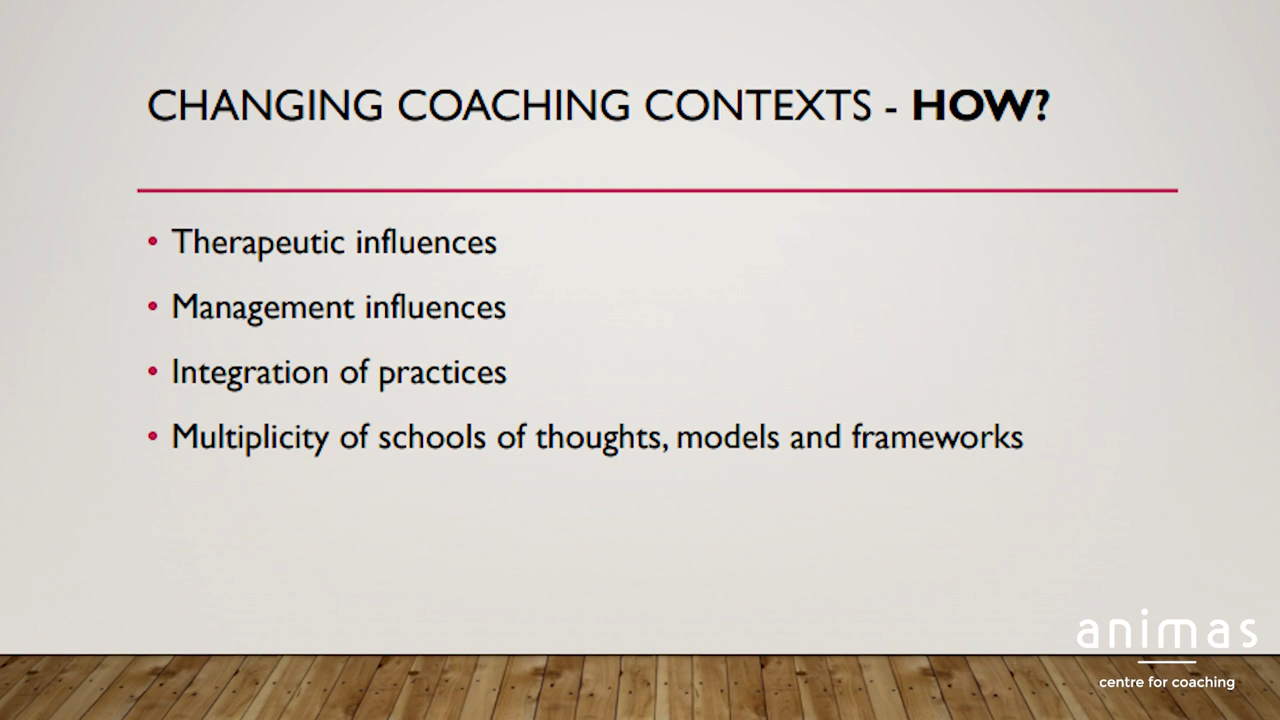 CHANGING COACHING CONTEXTS - HOW?
• Therapeutic influences
• Management influences
• Integration of practices
• Multiplicity of schools of thoughts, models and frameworks
animas
centre for coaching